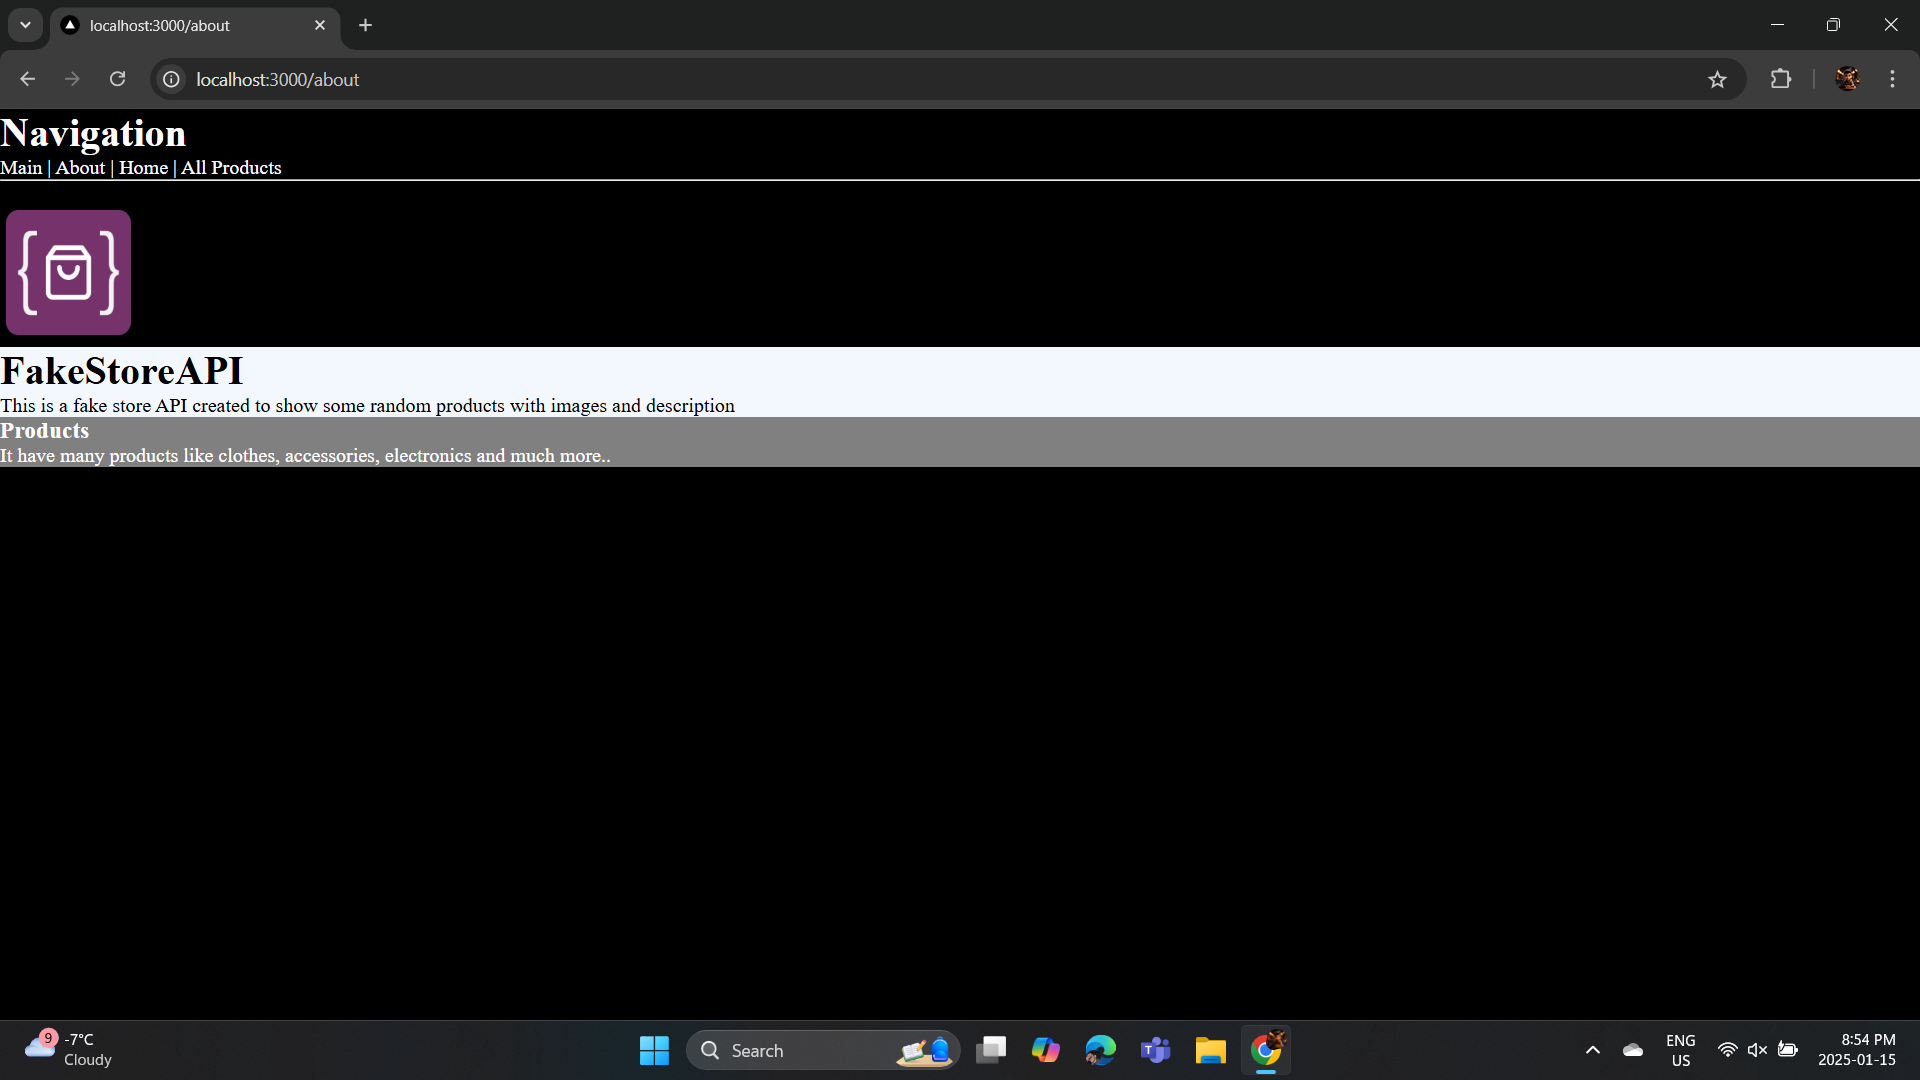 localhost:3000/about
localhost:3000/about
Navigation
Main | About | Home | All Products
FakeStoreAPI
This is a fake store API created to show some random products with images and description
Products
It have many products like clothes, accessories, electronics and much more..
9
-7°C
Cloudy
Search
T
ENG
US
8:54 PM
2025-01-15